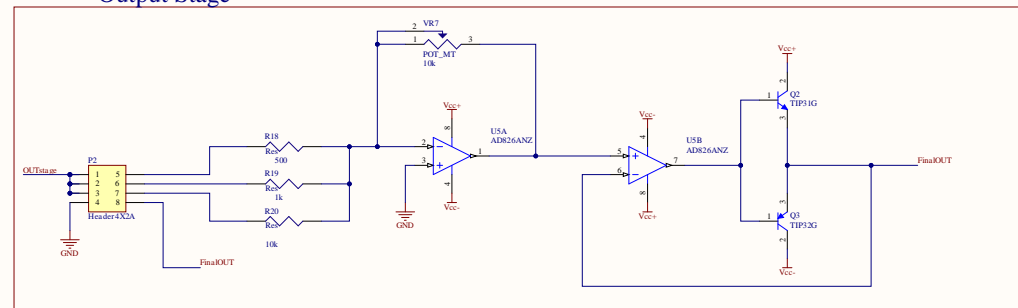 Output Stage
VR7
2
1
3
POT_MT
10k
Vcc+
8
U5A
AD826ANZ
2
3
1
4
Vcc-
GND
R18
Res
500
R19
Res
1k
R20
Res
10k
P2
OUTstage
1
5
2
6
3
7
4
8
Header4X2A
GND
FinalOUT
Vcc-
4
U5B
AD826ANZ
5
6
7
8
Vcc+
Vcc+
2
1
Q2
TIP31G
3
FinalOUT
3
1
Q3
TIP32G
2
Vcc-